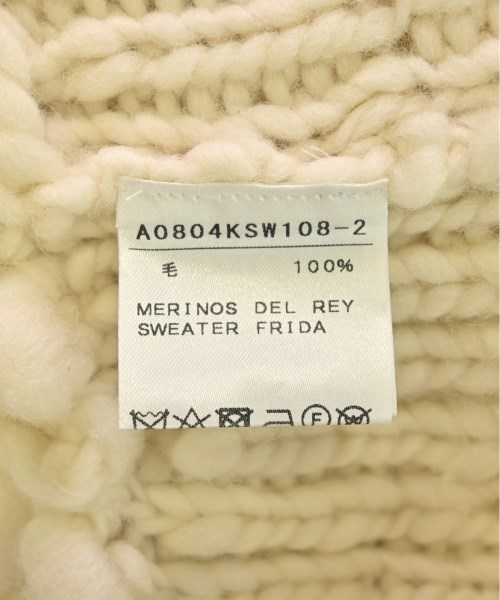 A0804KSW108-2
毛 100%
MERINOS DEL REY
SWEATER FRIDA
F W